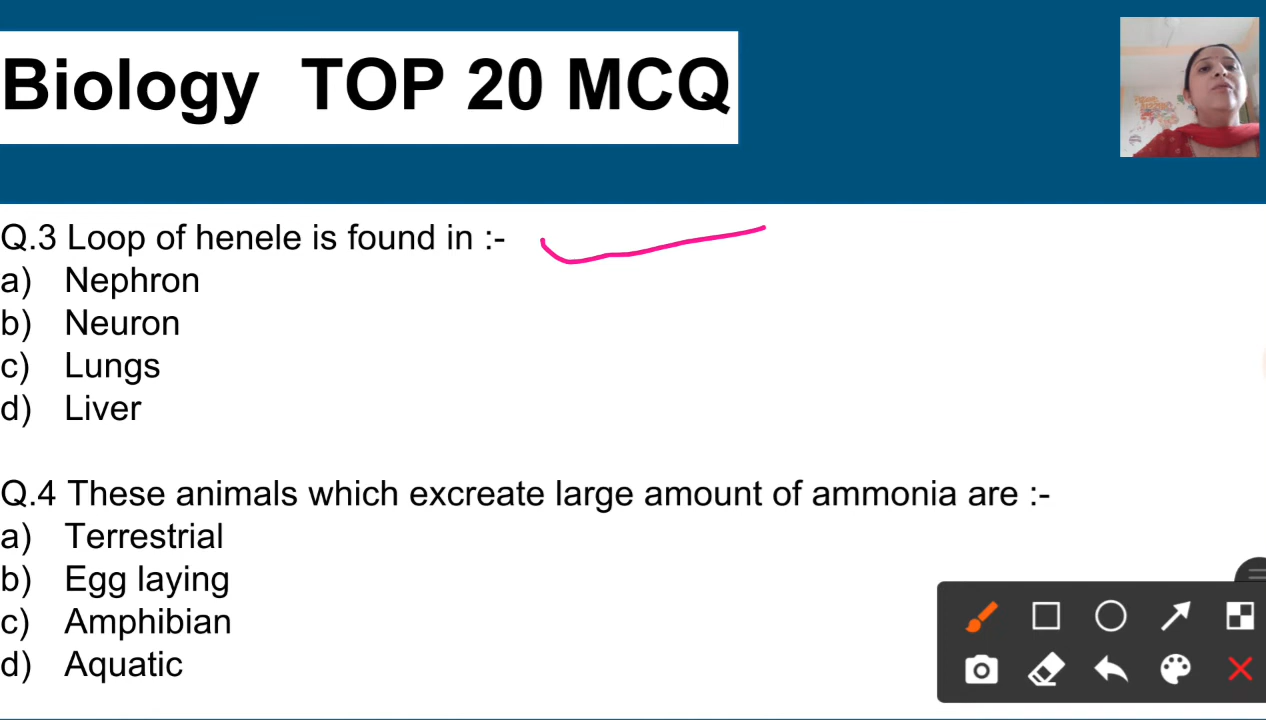 Biology TOP 20 MCQ
Q.3 Loop of henele is found in :-
a) Nephron
b) Neuron
c) Lungs
d) Liver
Q.4 These animals which excreate large amount of ammonia are :-
a) Terrestrial
b) Egg laying
c) Amphibian
d) Aquatic